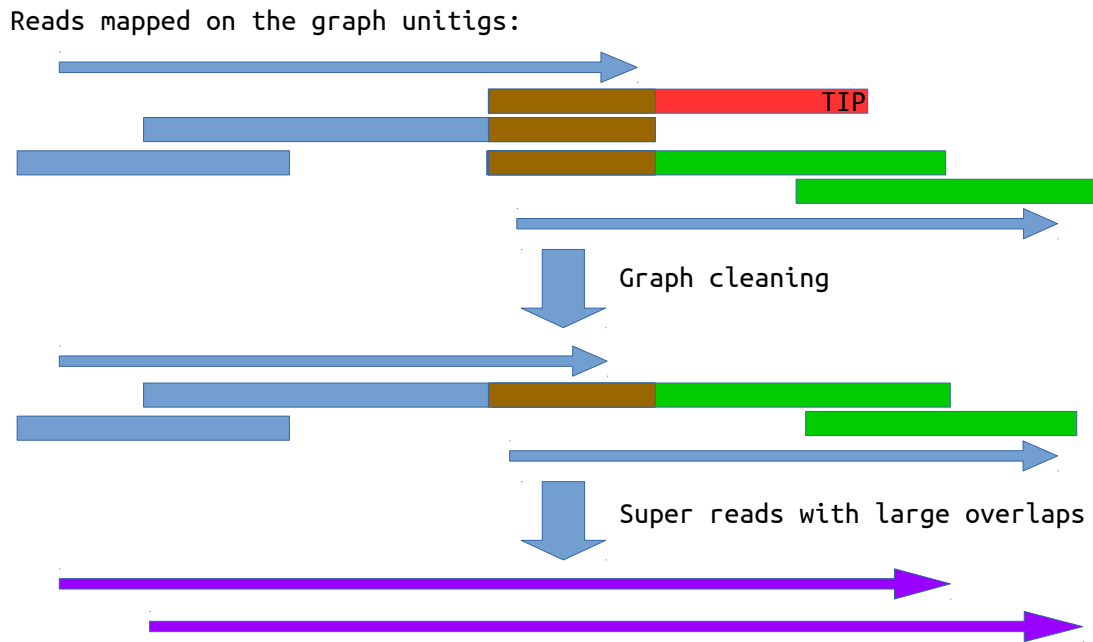 Reads mapped on the graph unitigs:
TIP
Graph cleaning
Super reads with large overlaps